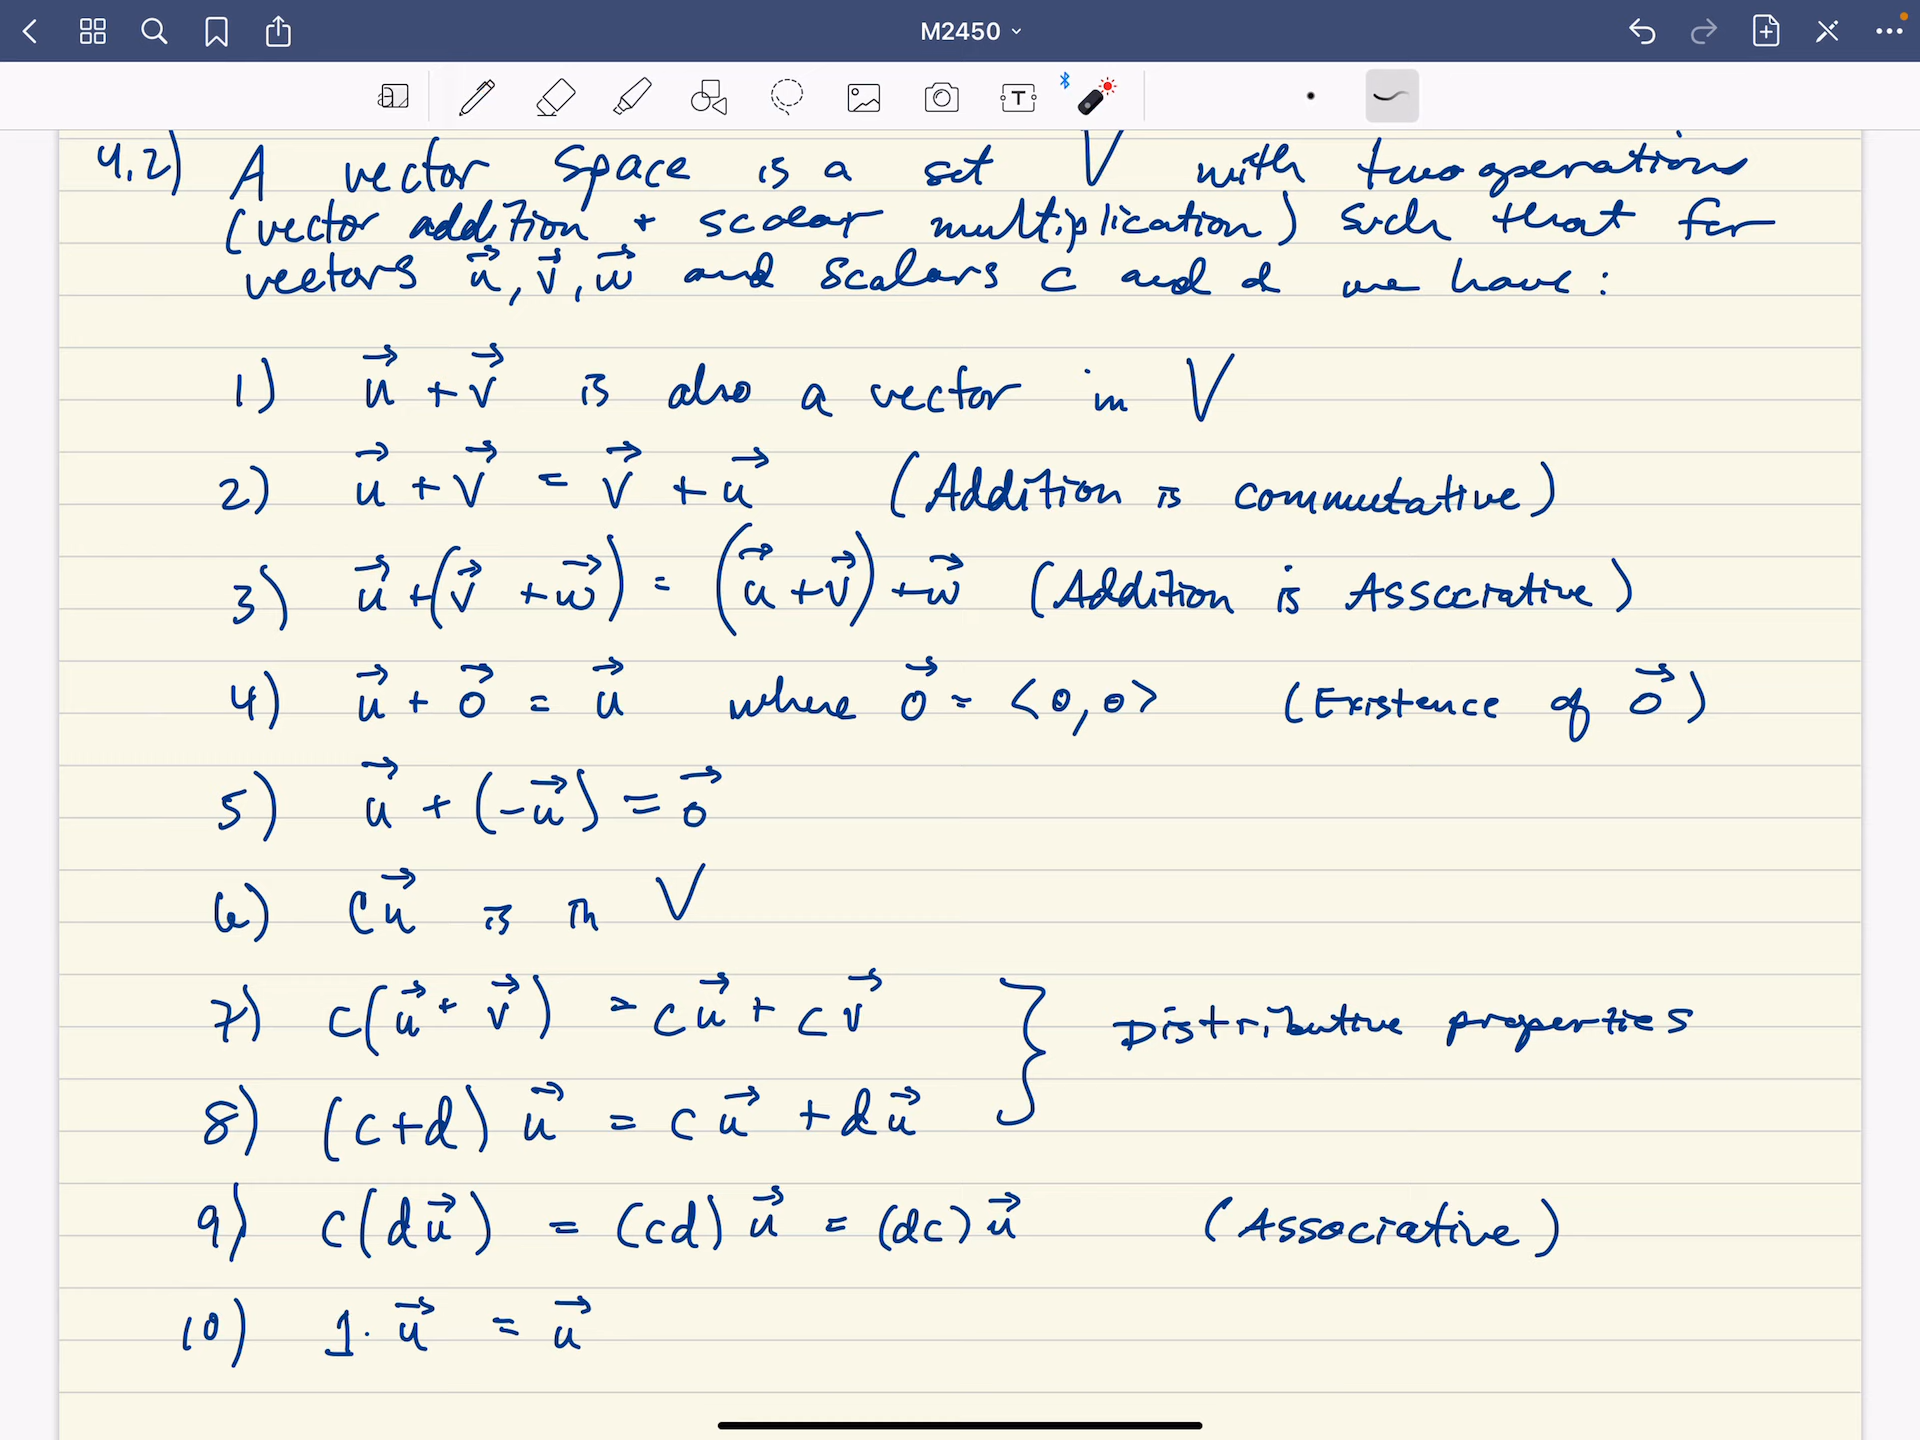 M2450
4.2) A vector space is a set V with two operations
(vector addition + scalar multiplication) such that for
vectors u⃗, v⃗, w⃗ and scalars c and d we have:
1) u⃗ + v⃗ is also a vector in V
2) u⃗ + v⃗ = v⃗ + u⃗ (Addition is commutative)
3) u⃗ + (v⃗ + w⃗) = (u⃗ + v⃗) + w⃗ (Addition is Associative)
4) u⃗ + 0⃗ = u⃗ where 0⃗ = <0,0> (Existence of 0⃗)
5) u⃗ + (-u⃗) = 0⃗
6) cu⃗ is in V
7) c(u⃗ + v⃗) = cu⃗ + cv⃗
Distributive properties
8) (c+d) u⃗ = cu⃗ + du⃗
9) c(du⃗) = (cd) u⃗ = (dc) u⃗ (Associative)
10) 1. u⃗ = u⃗